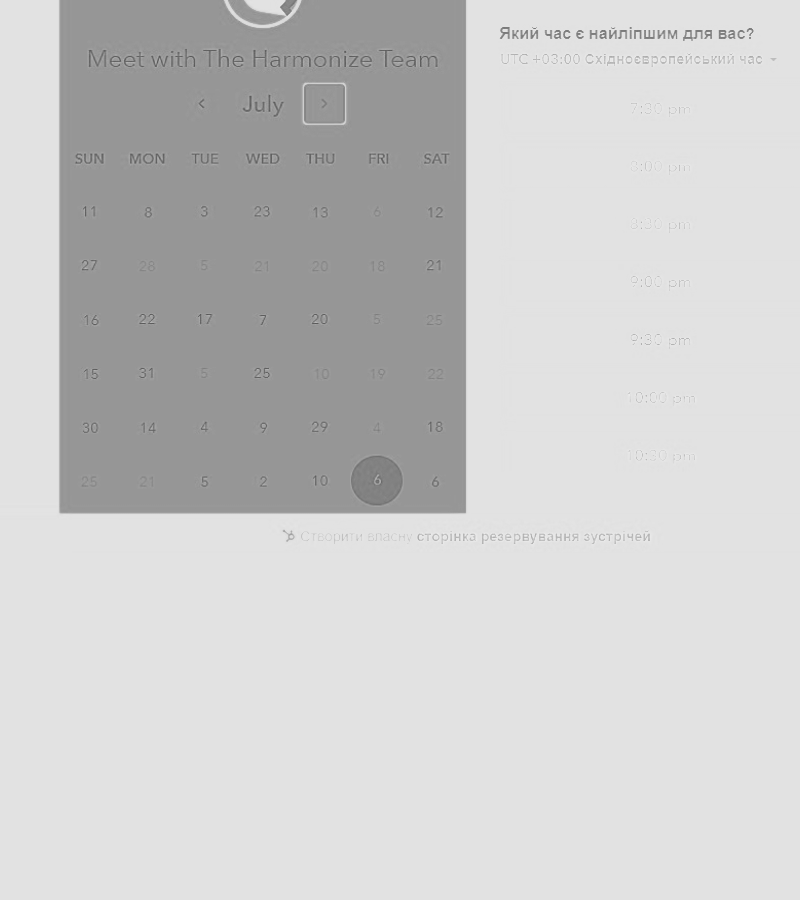 Meet with The Harmonize Team
July
SUN MON TUE WED THU FRI SAT
11 8 3 23 13 6 12
27 28 5 21 20 18 21
16 22 17 7 20 5 25
15 31 5 25 10 19 22
30 14 4 9 29 4 18
25 21 5 2 10 6 6
Який час є найліпшим для вас?
UTC +03:00 Східноєвропейський час
7:30 pm
8:00 pm
8:30 pm
9:00 pm
9:30 pm
10:00 pm
10:30 pm
Створити власну сторінка резервування зустрічей